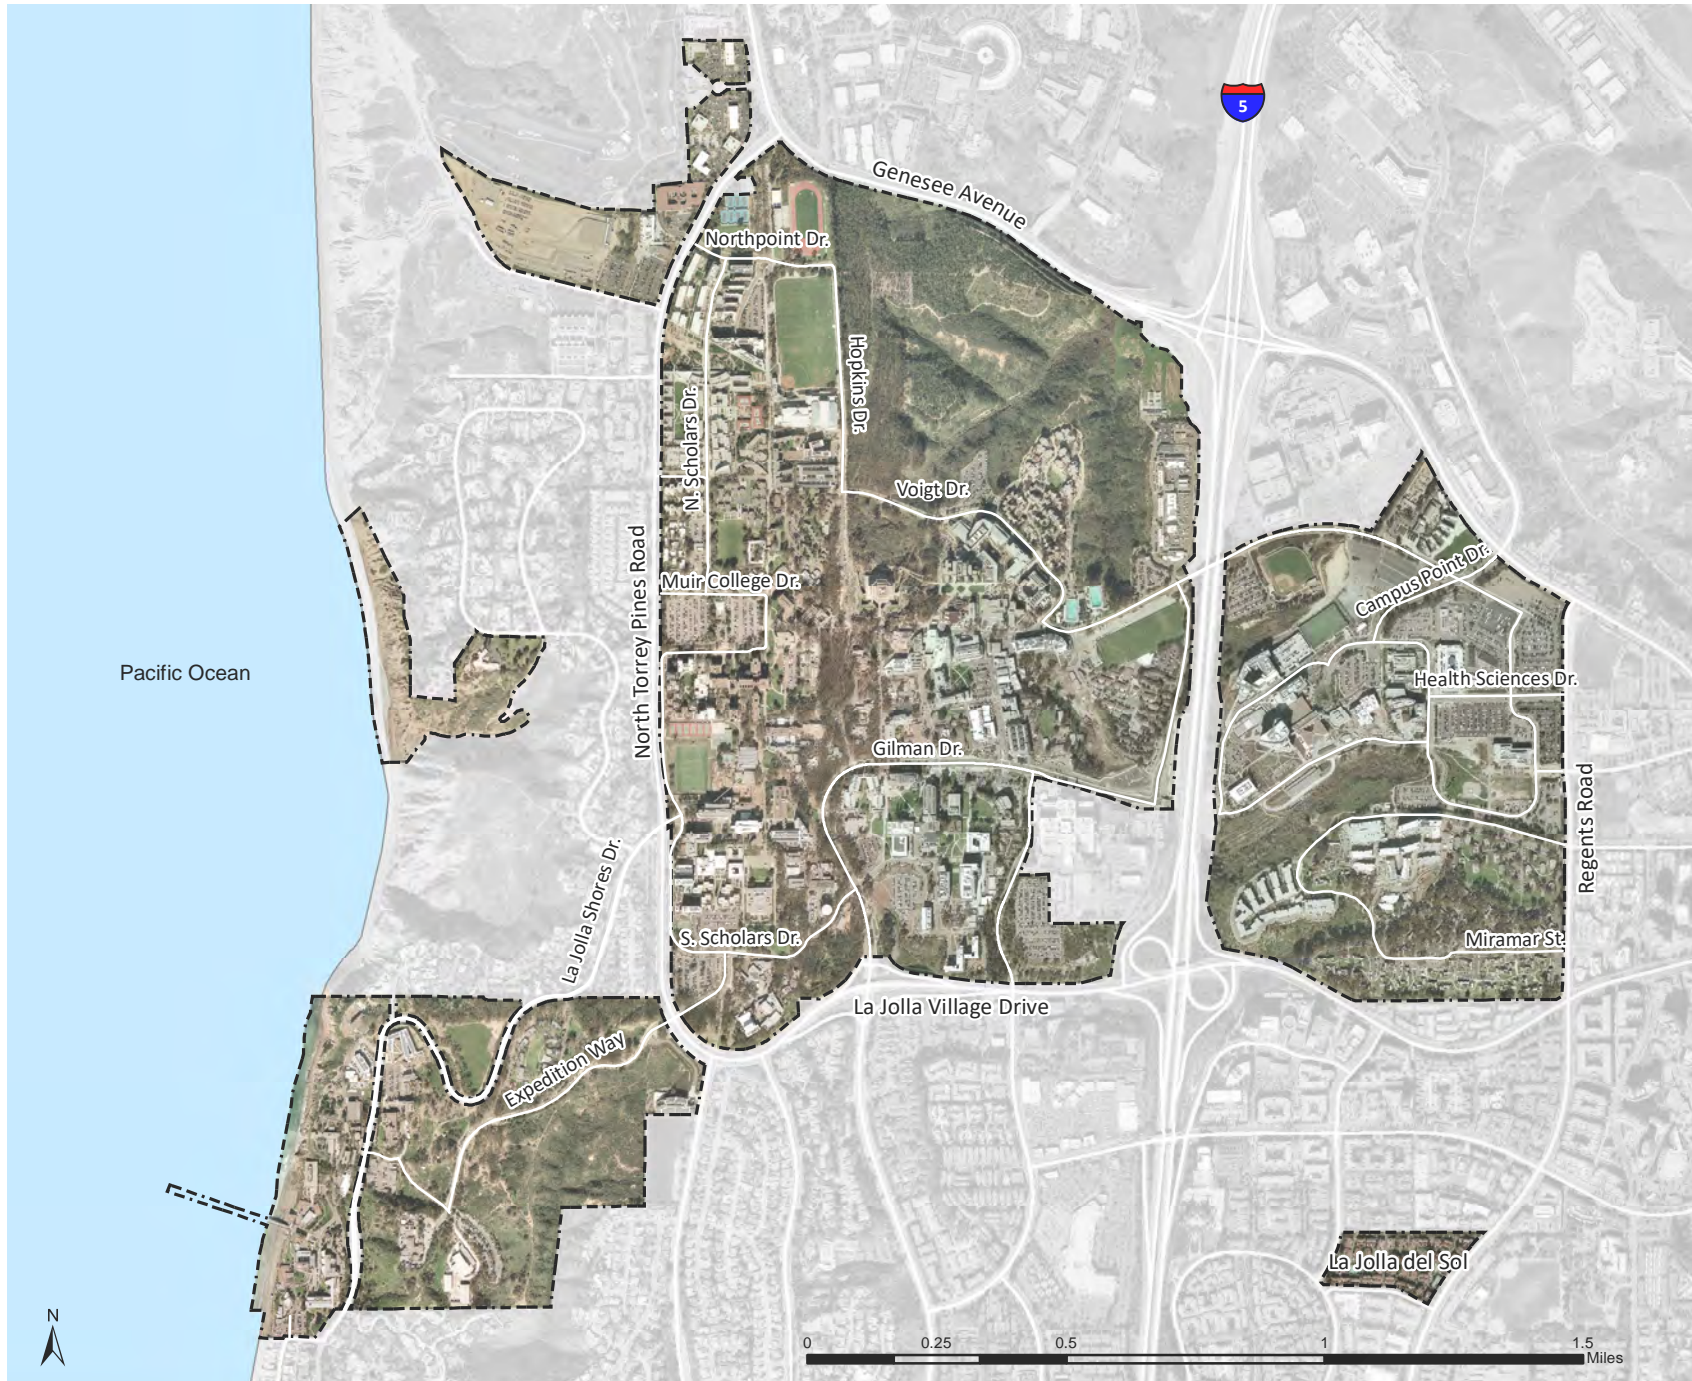 5
Genesee Avenue
Northpoint Dr.
Hopkins Dr.
N. Scholars Dr.
Voigt Dr.
Campus Point Dr.
Muir College Dr.
North Torrey Pines Road
Pacific Ocean
Health Sciences Dr.
Gilman Dr.
Regents Road
La Jolla Shores Dr.
S. Scholars Dr.
Miramar St.
La Jolla Village Drive
Expedition Way
La Jolla del Sol
N
0 0.25 0.5 1 1.5
Miles